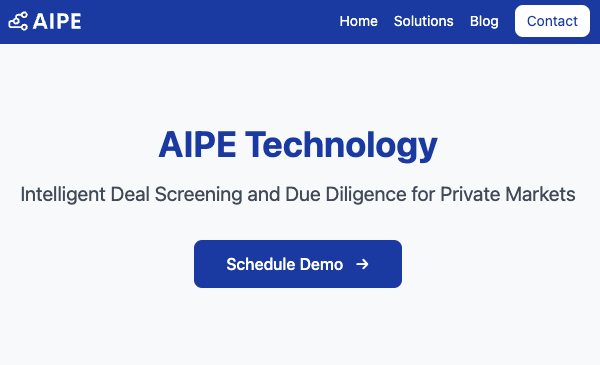 AIPE
Home Solutions Blog Contact
AIPE Technology
Intelligent Deal Screening and Due Diligence for Private Markets
Schedule Demo →